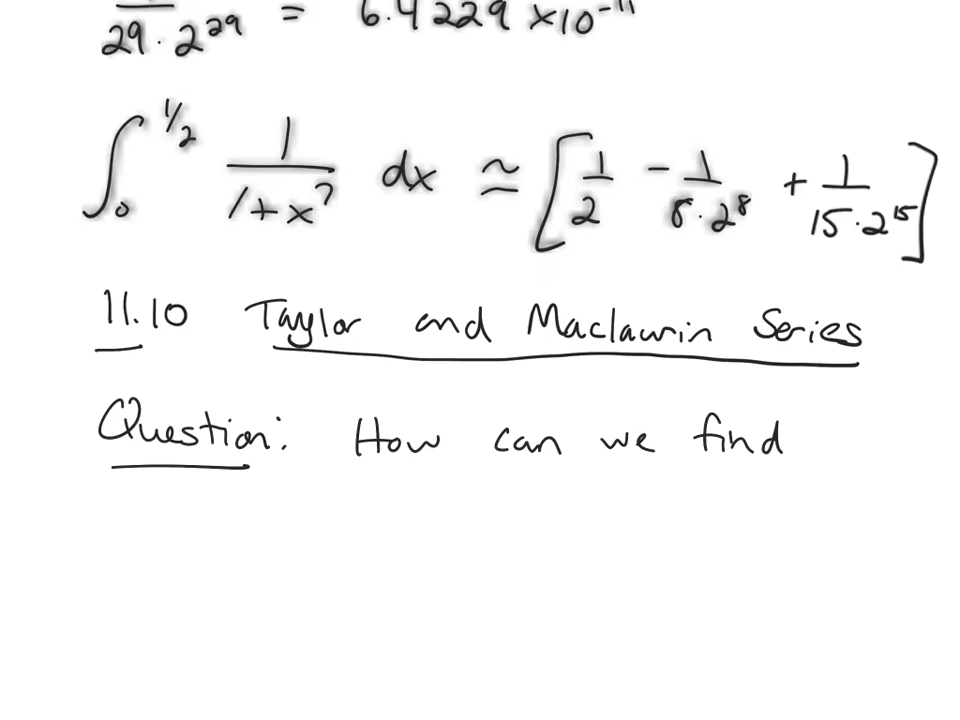 29 · 2^29 = 6.4229 ×10^-11
∫_0^1/2 1/(1+x^7) dx ≃ [1/2 - 1/(8·2^8) + 1/(15·2^15)]
11.10 Taylor and Maclaurin Series
Question: How can we find